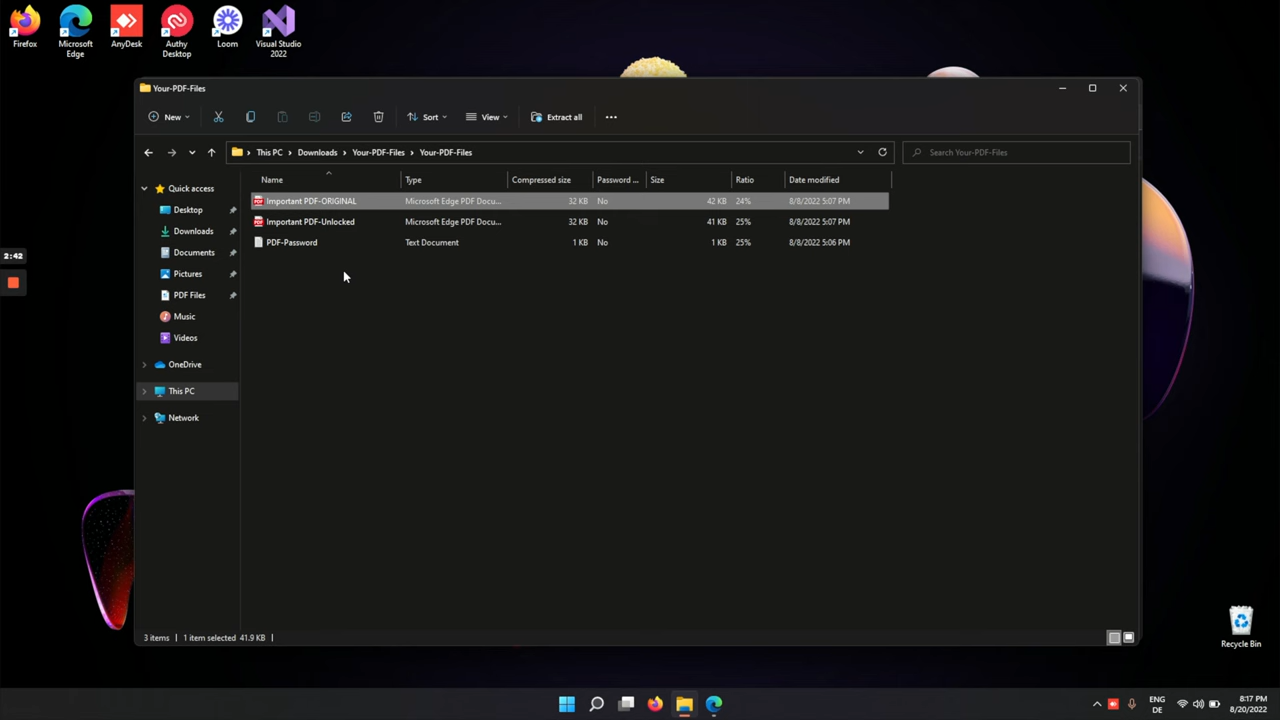 Firefox
Microsoft Edge
AnyDesk
Authy Desktop
Loom
Visual Studio 2022
Your-PDF-Files
New
Sort
View
Extract all
This PC > Downloads > Your-PDF-Files > Your-PDF-Files
Search Your-PDF-Files
Name Type Compressed size Password ... Size Ratio Date modified
Important PDF-ORIGINAL Microsoft Edge PDF Docu... 32 KB No 42 KB 24% 8/8/2022 5:07 PM
Important PDF-Unlocked Microsoft Edge PDF Docu... 32 KB No 41 KB 25% 8/8/2022 5:07 PM
PDF-Password Text Document 1 KB No 1 KB 25% 8/8/2022 5:06 PM
Quick access
Desktop
Downloads
Documents
Pictures
PDF Files
Music
Videos
OneDrive
This PC
Network
2:42
3 items | 1 item selected 41.9 KB |
Recycle Bin
ENG
DE
8:17 PM
8/20/2022